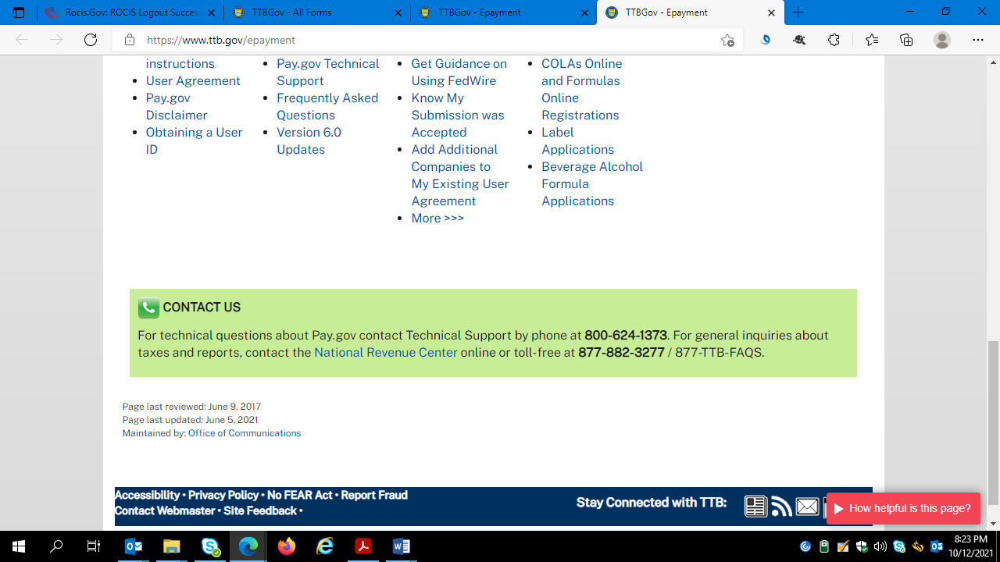 Rocis.Gov: ROCIS Logout Succes
TTBGov - All Forms
TTBGov - Epayment
TTBGov - Epayment
https://www.ttb.gov/epayment
instructions
User Agreement
Pay.gov
Disclaimer
Obtaining a User
ID
Pay.gov Technical
Support
Frequently Asked
Questions
Version 6.0
Updates
Get Guidance on
Using FedWire
Know My
Submission was
Accepted
Add Additional
Companies to
My Existing User
Agreement
More >>>
COLAs Online
and Formulas
Online
Registrations
Label
Applications
Beverage Alcohol
Formula
Applications
CONTACT US
For technical questions about Pay.gov contact Technical Support by phone at 800-624-1373. For general inquiries about
taxes and reports, contact the National Revenue Center online or toll-free at 877-882-3277 / 877-TTB-FAQS.
Page last reviewed: June 9, 2017
Page last updated: June 5, 2021
Maintained by: Office of Communications
Accessibility • Privacy Policy • No FEAR Act • Report Fraud
Contact Webmaster • Site Feedback •
Stay Connected with TTB:
How helpful is this page?
8:23 PM
10/12/2021